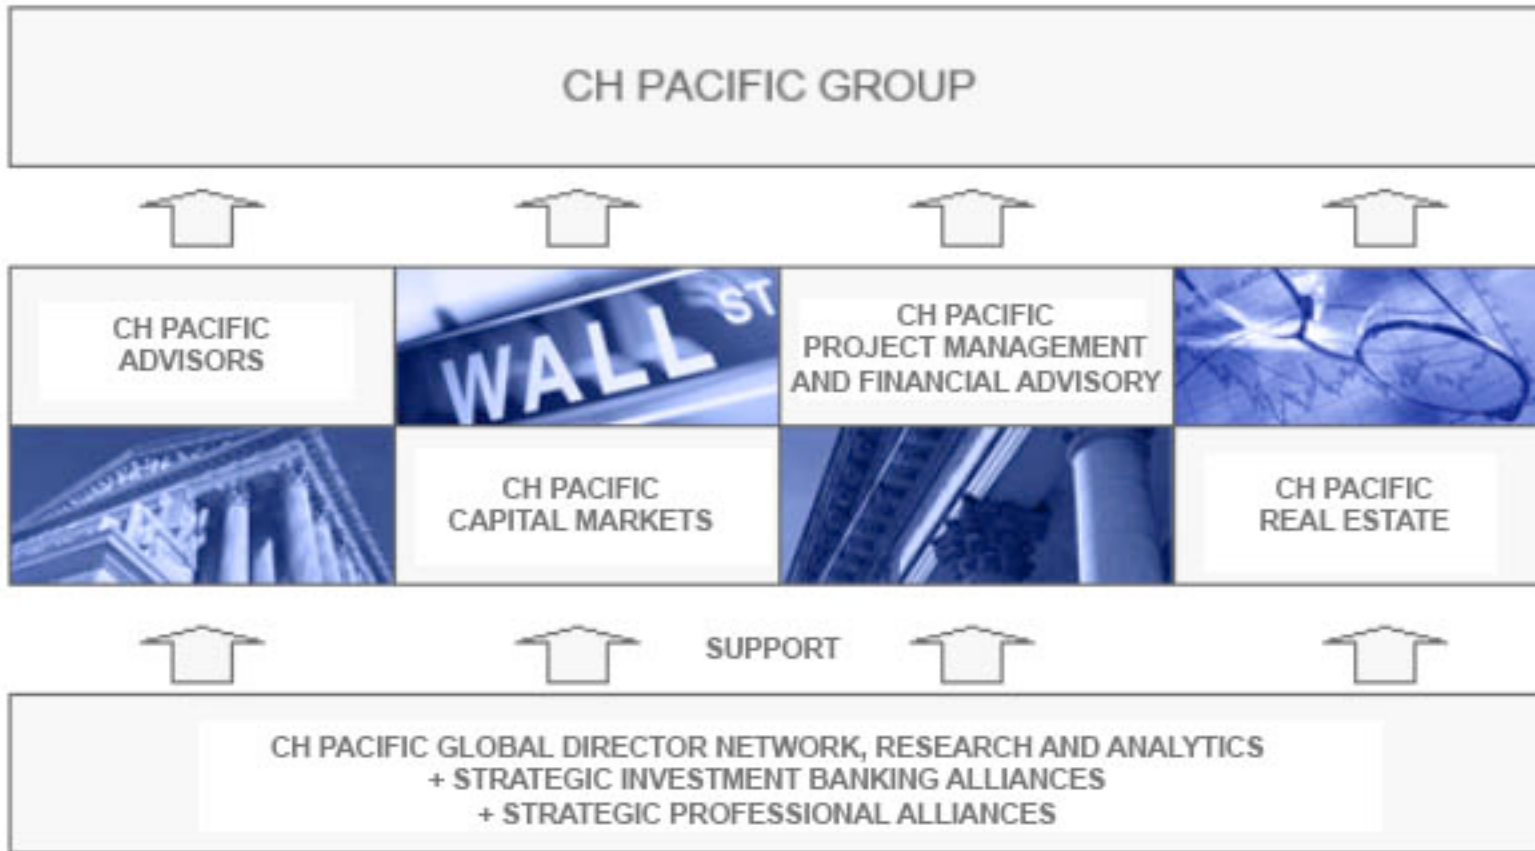 CH PACIFIC GROUP
CH PACIFIC
ADVISORS
WALL ST
CH PACIFIC
PROJECT MANAGEMENT
AND FINANCIAL ADVISORY
CH PACIFIC
CAPITAL MARKETS
CH PACIFIC
REAL ESTATE
SUPPORT
CH PACIFIC GLOBAL DIRECTOR NETWORK, RESEARCH AND ANALYTICS
+ STRATEGIC INVESTMENT BANKING ALLIANCES
+ STRATEGIC PROFESSIONAL ALLIANCES